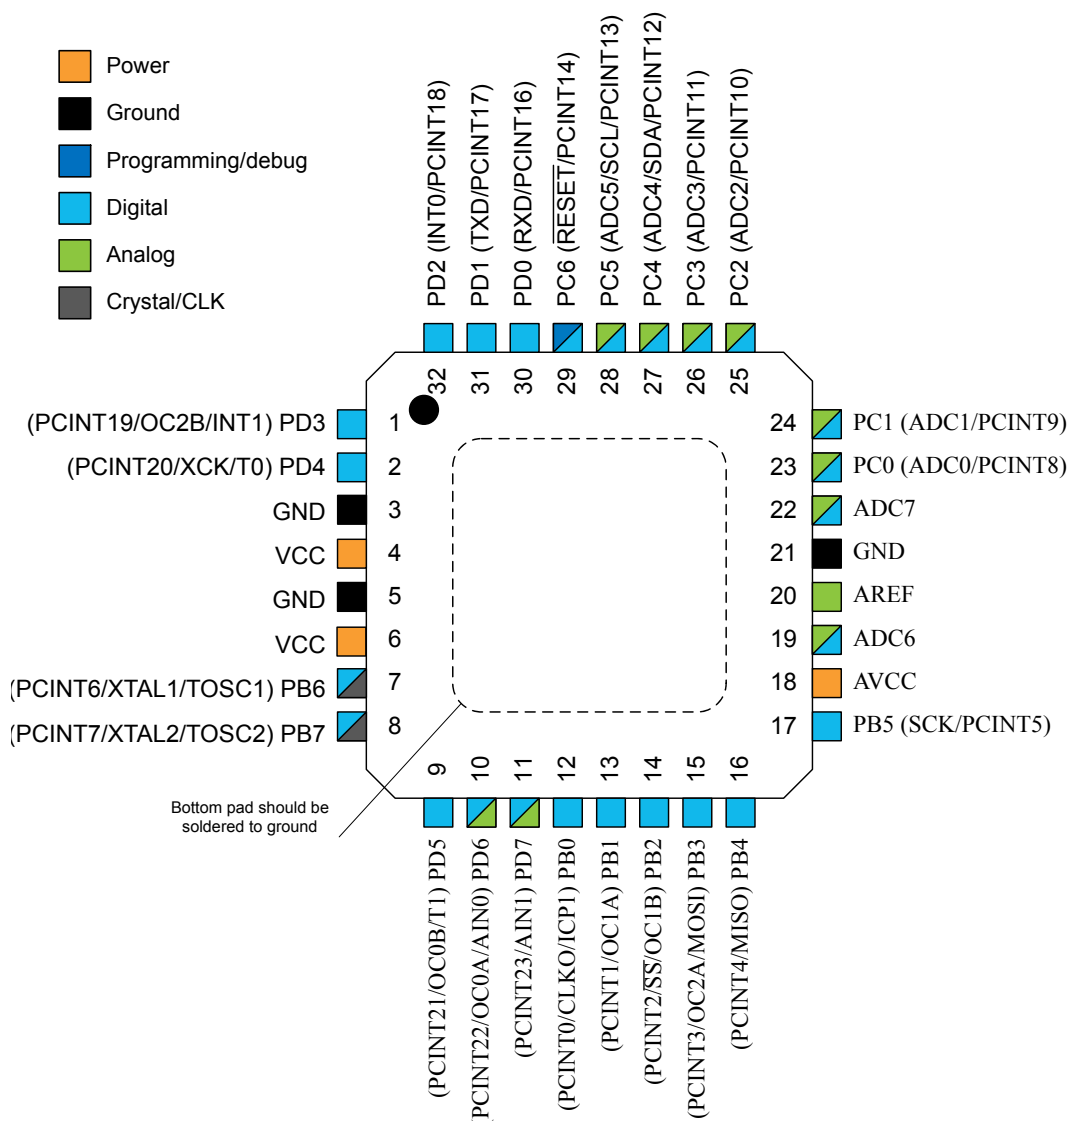 Power
Ground
Programming/debug
Digital
Analog
Crystal/CLK
PD2 (INT0/PCINT18)
PD1 (TXD/PCINT17)
PD0 (RXD/PCINT16)
PC6 (RESET/PCINT14)
PC5 (ADC5/SCL/PCINT13)
PC4 (ADC4/SDA/PCINT12)
PC3 (ADC3/PCINT11)
PC2 (ADC2/PCINT10)
32
31
30
29
28
27
26
25
(PCINT19/OC2B/INT1) PD3
1
(PCINT20/XCK/T0) PD4
2
GND
3
VCC
4
GND
5
VCC
6
(PCINT6/XTAL1/TOSC1) PB6
7
(PCINT7/XTAL2/TOSC2) PB7
8
24
PC1 (ADC1/PCINT9)
23
PC0 (ADC0/PCINT8)
22
ADC7
21
GND
20
AREF
19
ADC6
18
AVCC
17
PB5 (SCK/PCINT5)
9
10
11
12
13
14
15
16
Bottom pad should be
soldered to ground
(PCINT21/OC0B/T1) PD5
(PCINT22/OC0A/AIN0) PD6
(PCINT23/AIN1) PD7
(PCINT0/CLKO/ICP1) PB0
(PCINT1/OC1A) PB1
(PCINT2/SS/OC1B) PB2
(PCINT3/OC2A/MOSI) PB3
(PCINT4/MISO) PB4